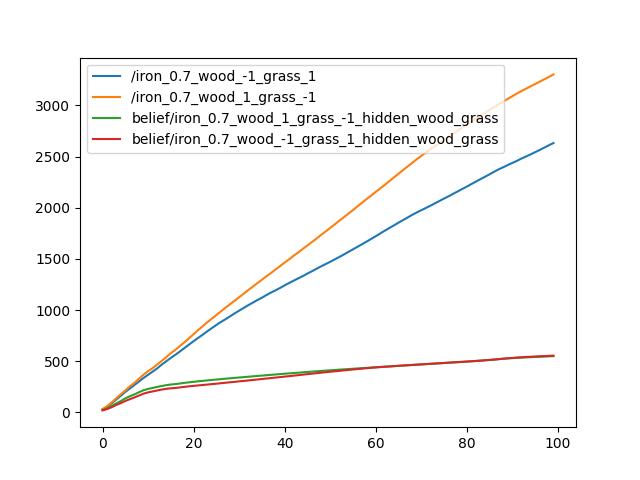 /iron_0.7_wood_-1_grass_1
/iron_0.7_wood_1_grass_-1
belief/iron_0.7_wood_1_grass_-1_hidden_wood_grass
belief/iron_0.7_wood_-1_grass_1_hidden_wood_grass
3000
2500
2000
1500
1000
500
0
0 20 40 60 80 100